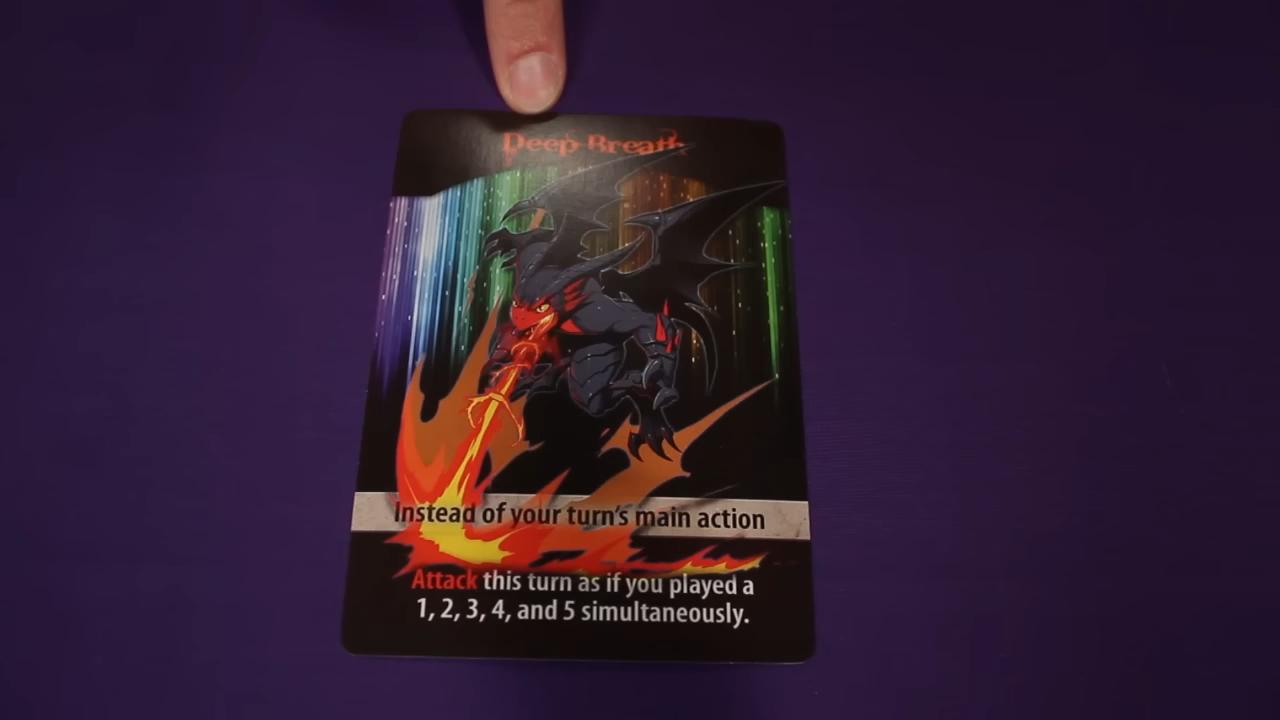 Deep Breath
Instead of your turn's main action
Attack this turn as if you played a
1, 2, 3, 4, and 5 simultaneously.